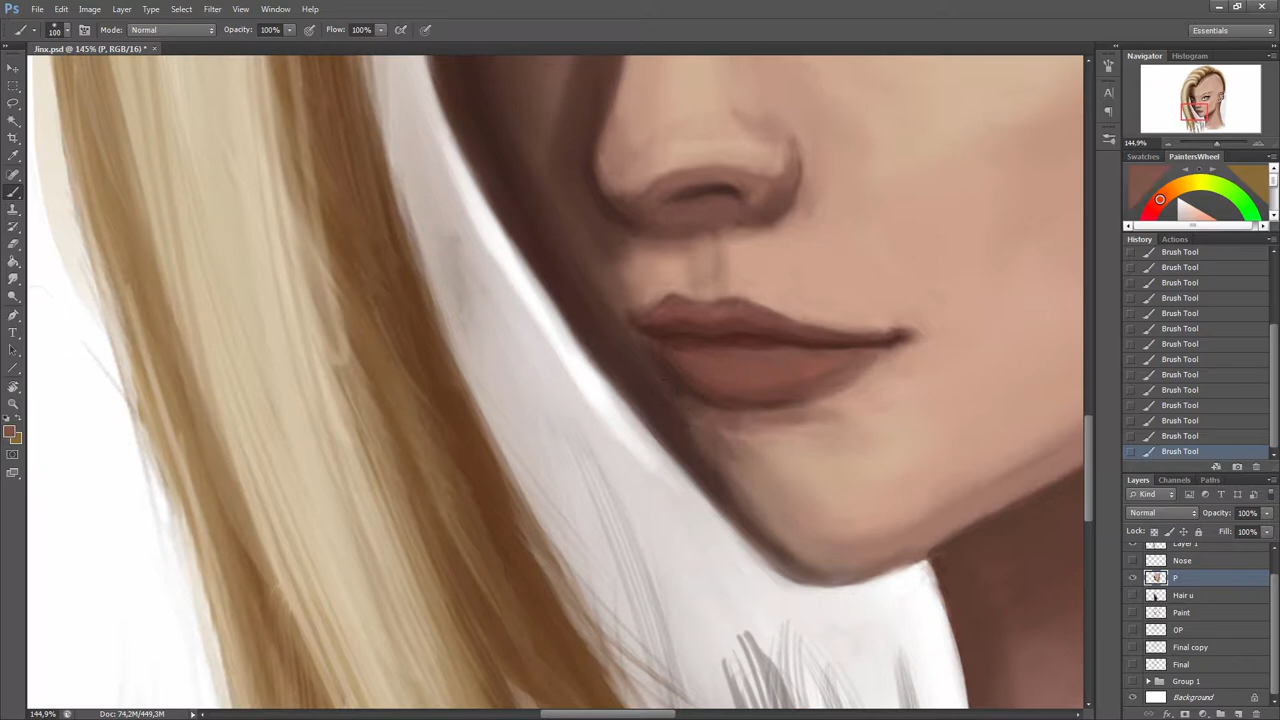 Ps File Edit Image Layer Type Select Filter View Window Help
100 Mode: Normal Opacity: 100% Flow: 100% Essentials
Jinx.psd @ 145% (P, RGB/16) * ×
Navigator Histogram
144,9%
Swatches PaintersWheel
History Actions
Brush Tool
Brush Tool
Brush Tool
Brush Tool
Brush Tool
Brush Tool
Brush Tool
Brush Tool
Brush Tool
Brush Tool
Brush Tool
Brush Tool
Brush Tool
Brush Tool
Layers Channels Paths
Kind
Normal Opacity: 100%
Lock: Fill: 100%
Layer 1
Nose
P
Hair u
Paint
OP
Final copy
Final
Group 1
Background
144,9% Doc: 74,2M/449,3M